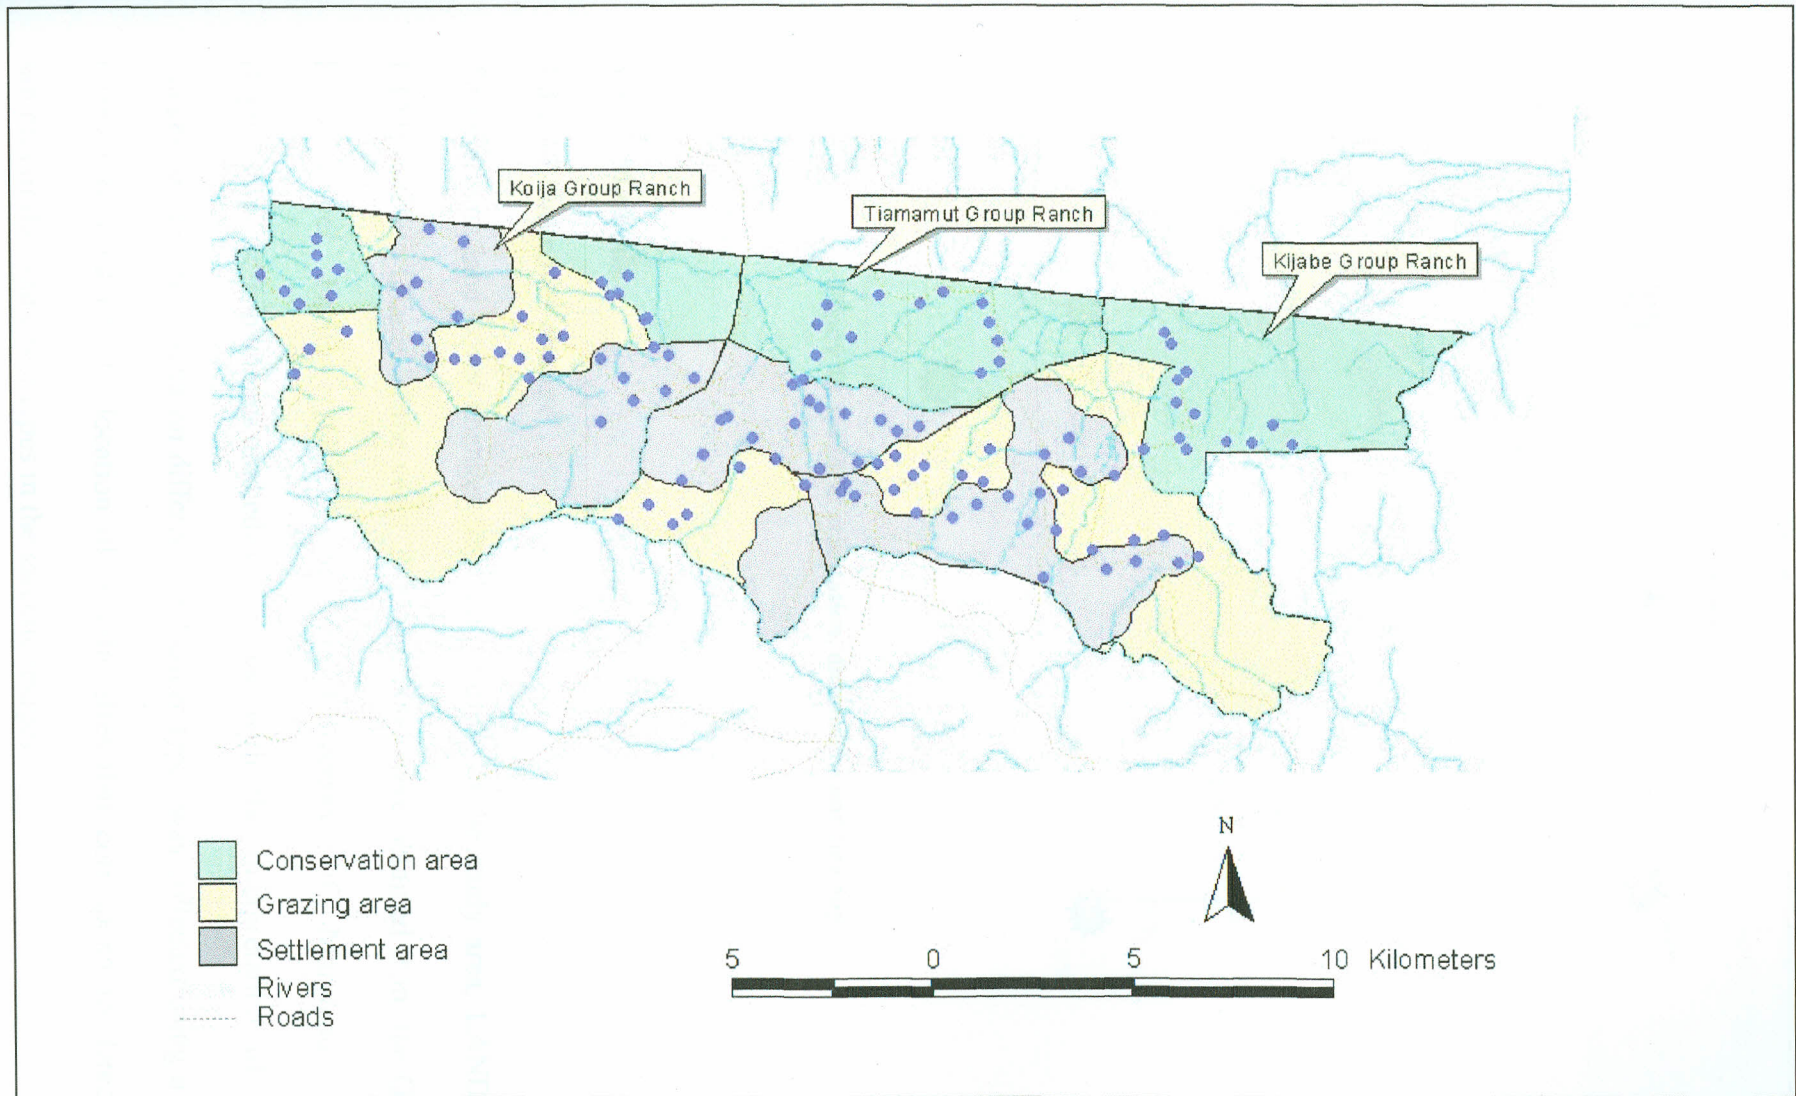 Koija Group Ranch
Tiamamut Group Ranch
Kijabe Group Ranch
N
Conservation area
Grazing area
Settlement area
Rivers
Roads
5 0 5 10 Kilometers